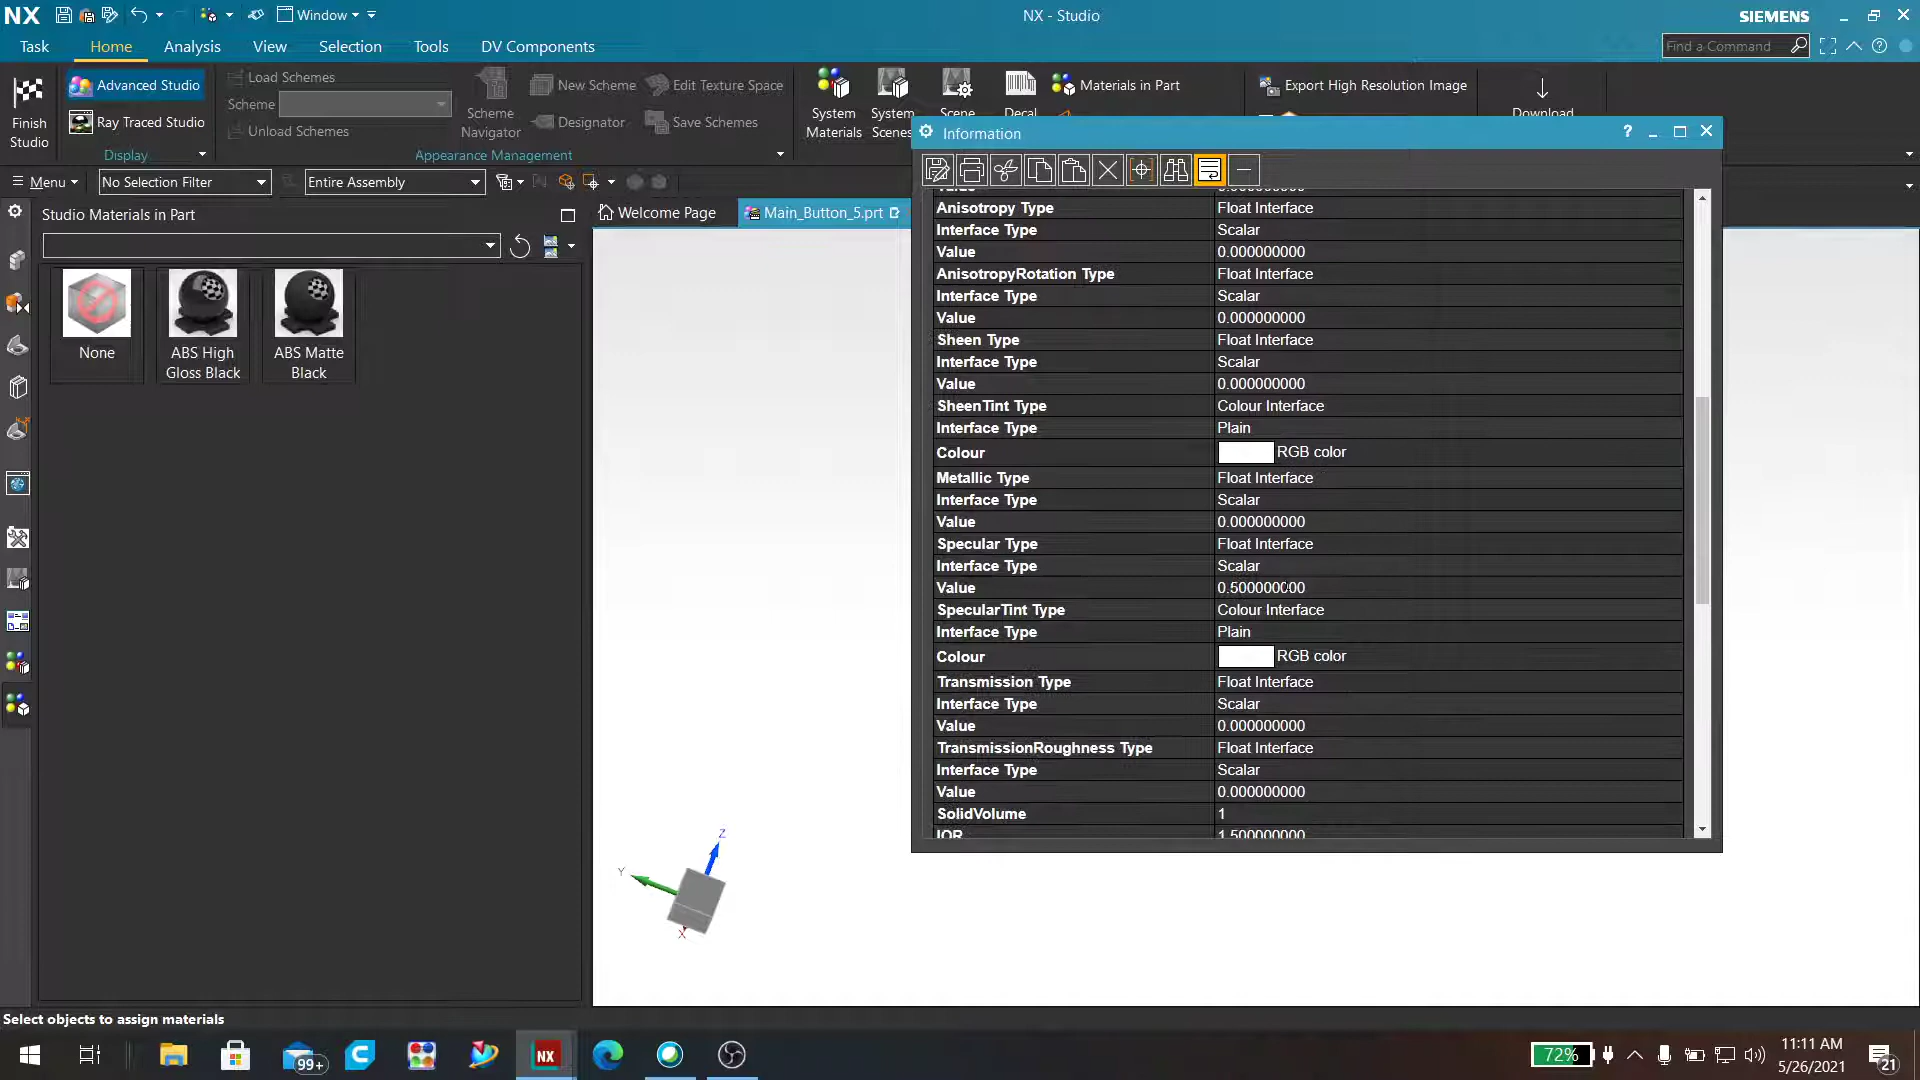 NX
Window
NX - Studio
SIEMENS
Task
Home
Analysis
View
Selection
Tools
DV Components
Find a Command
Finish
Studio
Advanced Studio
Ray Traced Studio
Display
Load Schemes
Scheme
Unload Schemes
Scheme
Navigator
New Scheme
Designator
Edit Texture Space
Save Schemes
Appearance Management
System
Materials
System
Scenes
Scene
Decal
Materials in Part
Export High Resolution Image
Download
Menu
No Selection Filter
Entire Assembly
Studio Materials in Part
None
ABS High
Gloss Black
ABS Matte
Black
Welcome Page
Main_Button_5.prt
Information
Anisotropy Type Float Interface
Interface Type Scalar
Value 0.000000000
AnisotropyRotation Type Float Interface
Interface Type Scalar
Value 0.000000000
Sheen Type Float Interface
Interface Type Scalar
Value 0.000000000
SheenTint Type Colour Interface
Interface Type Plain
Colour RGB color
Metallic Type Float Interface
Interface Type Scalar
Value 0.000000000
Specular Type Float Interface
Interface Type Scalar
Value 0.500000000
SpecularTint Type Colour Interface
Interface Type Plain
Colour RGB color
Transmission Type Float Interface
Interface Type Scalar
Value 0.000000000
TransmissionRoughness Type Float Interface
Interface Type Scalar
Value 0.000000000
SolidVolume 1
IOR 1.500000000
Z
Y
X
Select objects to assign materials
99+
NX
72%
11:11 AM
5/26/2021
21